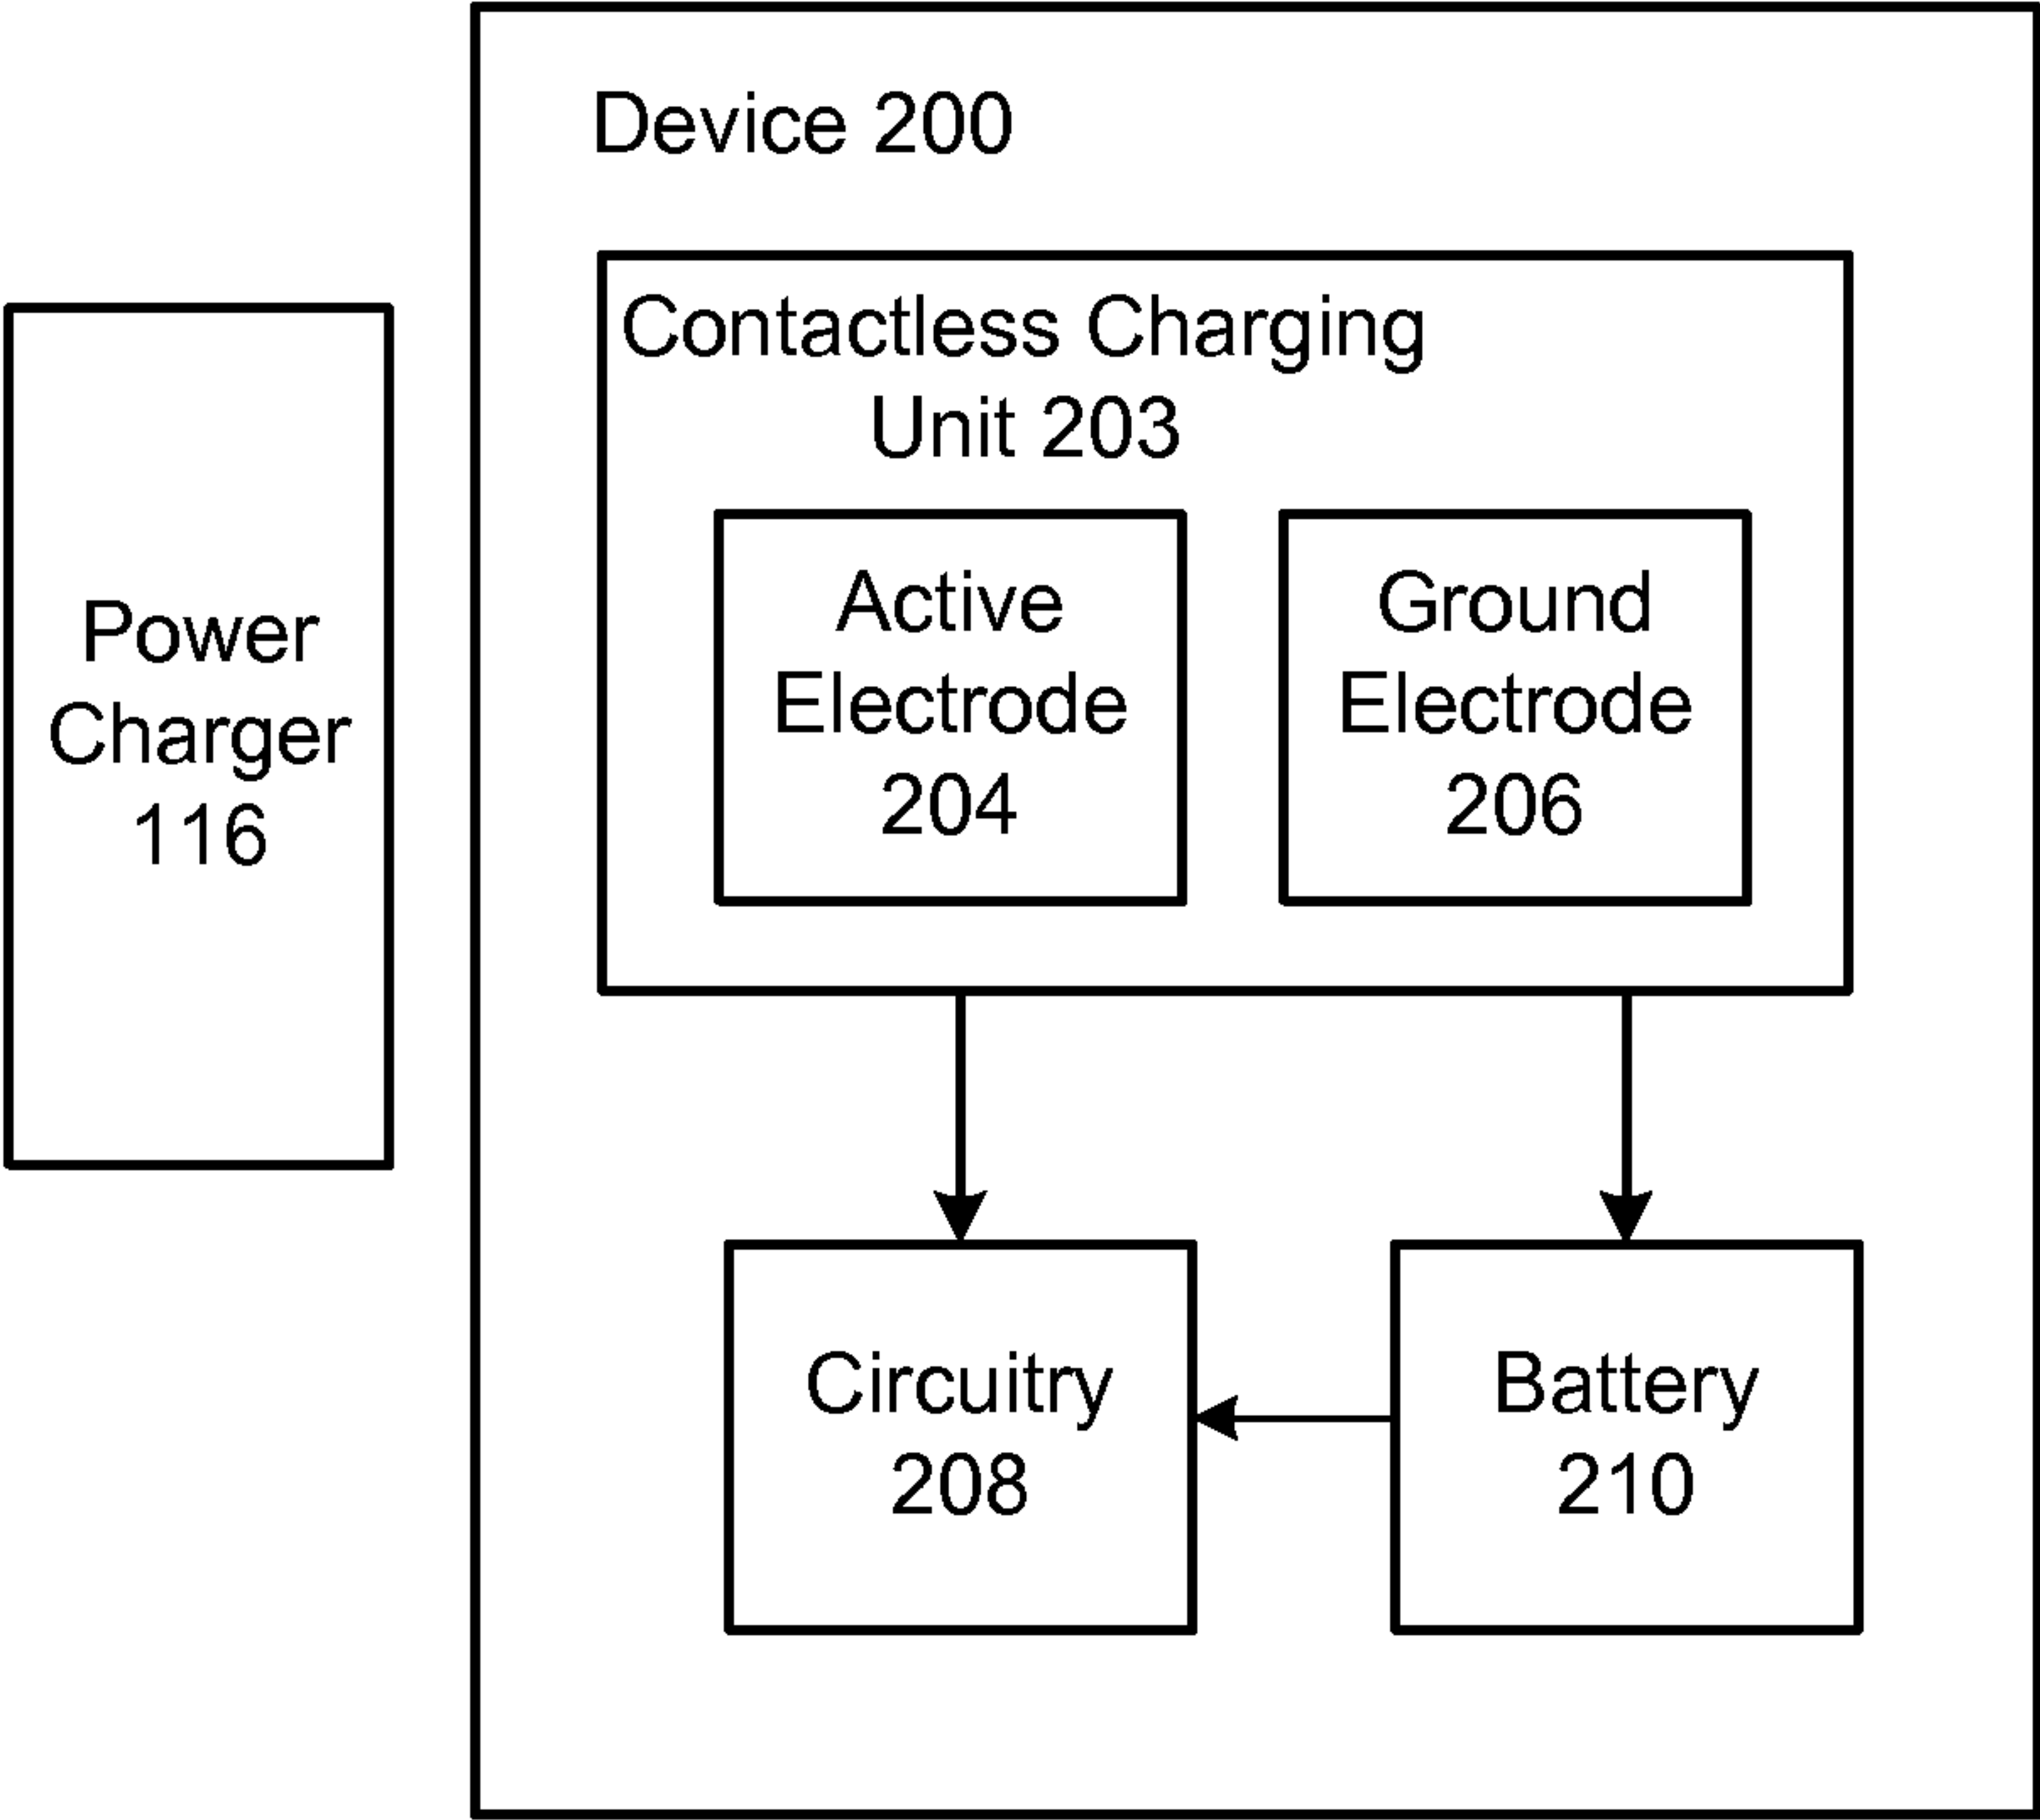 Device 200
Contactless Charging
Unit 203
Active
Electrode
204
Ground
Electrode
206
Power
Charger
116
Circuitry
208
Battery
210